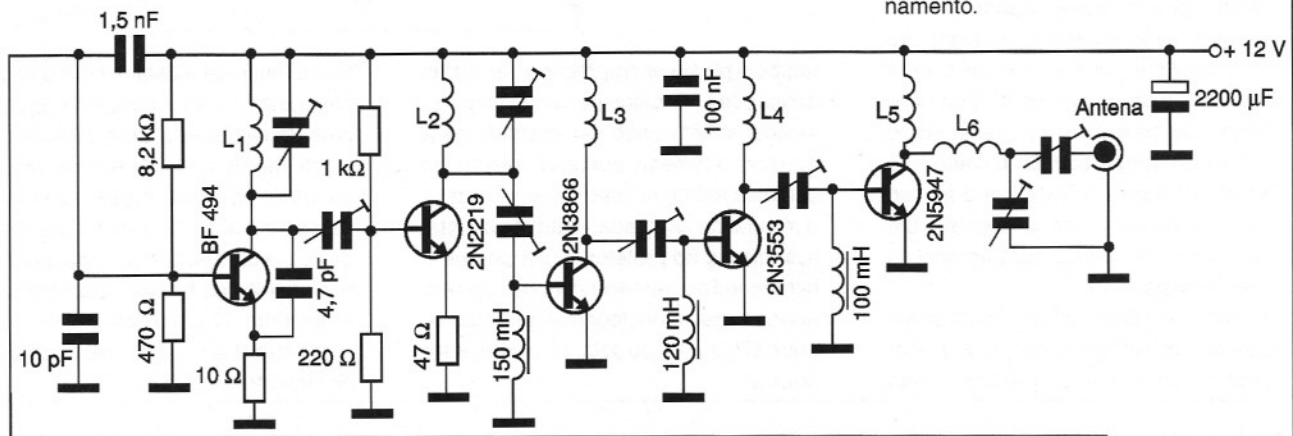 namento.
1,5 nF
+ 12 V
8,2 kΩ
L1
1 kΩ
L2
L3
100 nF
L4
L5
L6
Antena
2200 µF
BF 494
2N2219
2N3866
2N3553
2N5947
10 pF
470 Ω
10 Ω
4,7 pF
220 Ω
47 Ω
150 mH
120 mH
100 mH